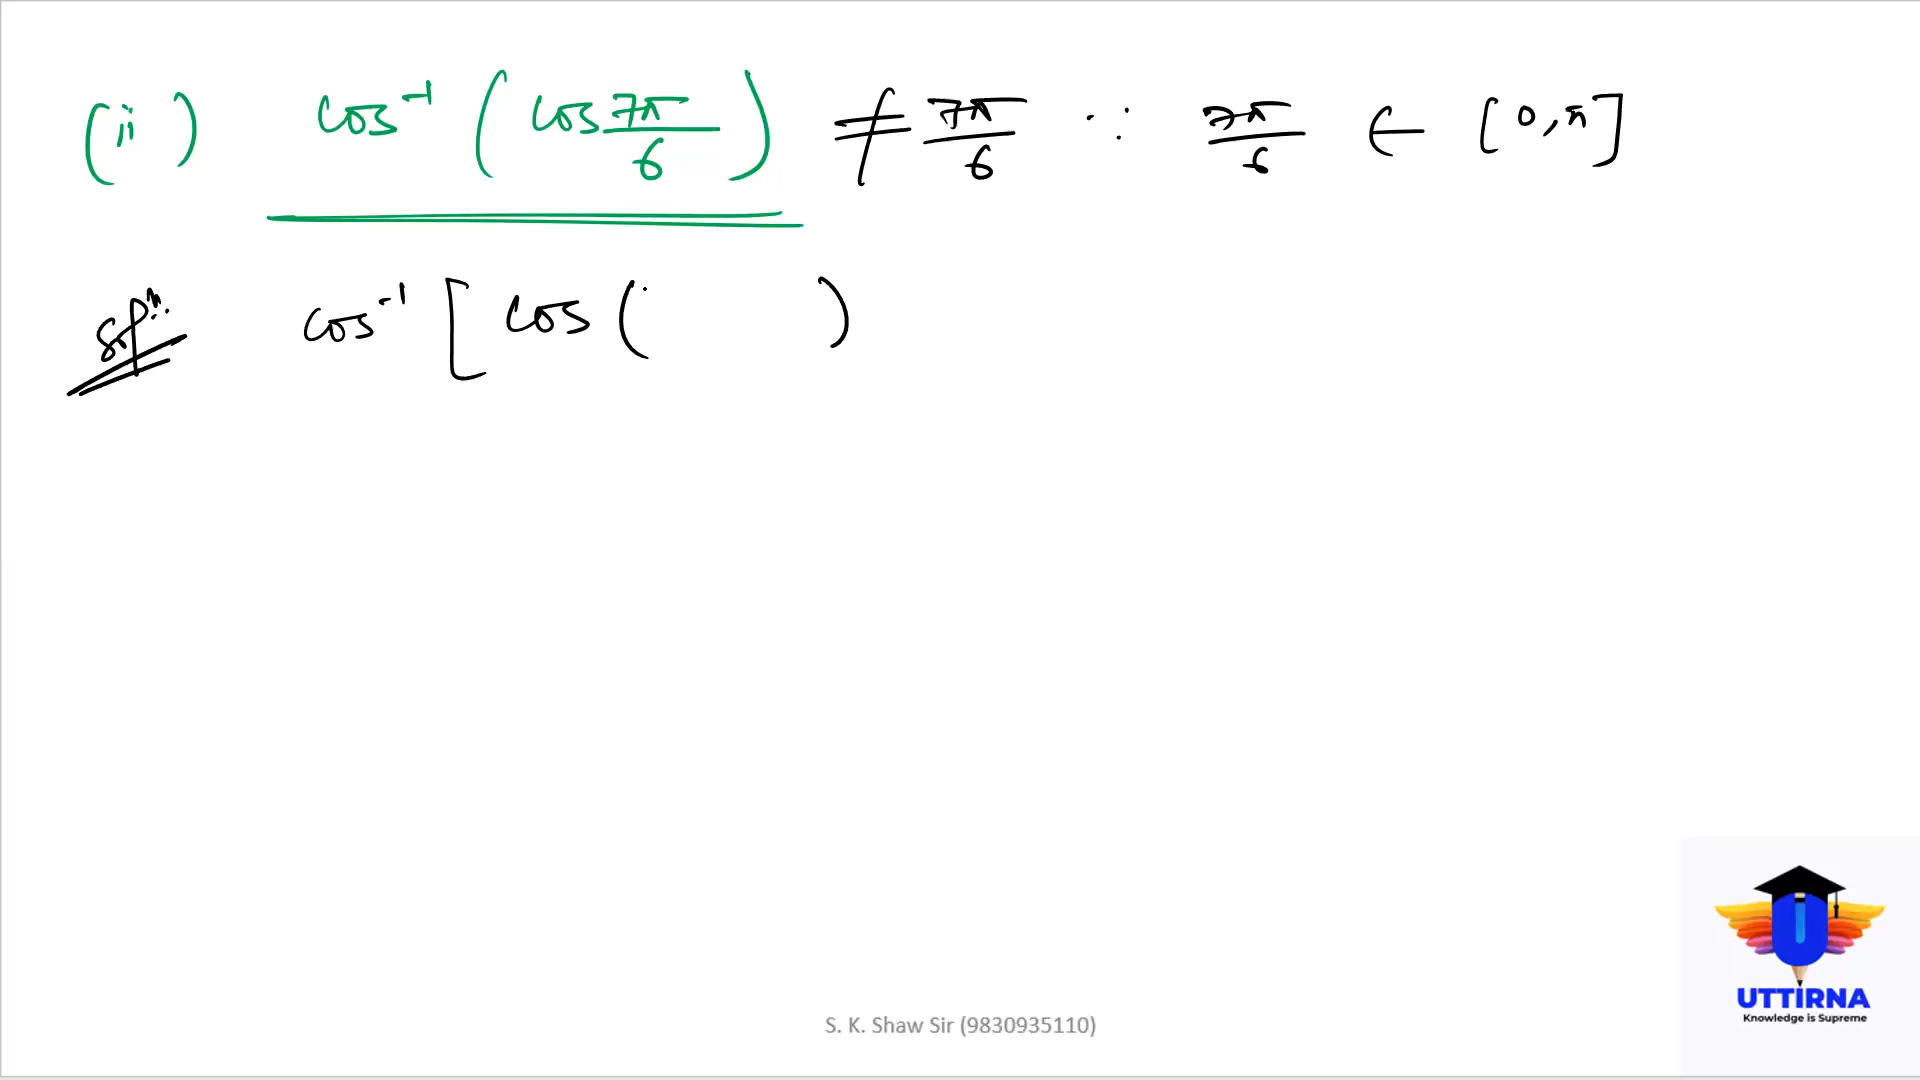 (ii) cos⁻¹ (cos 7π/6) ≠ 7π/6 ∵ 7π/6 ∈ [0, π]
Solⁿ: cos⁻¹ [ cos ( )
UTTIRNA
Knowledge is Supreme
S. K. Shaw Sir (9830935110)